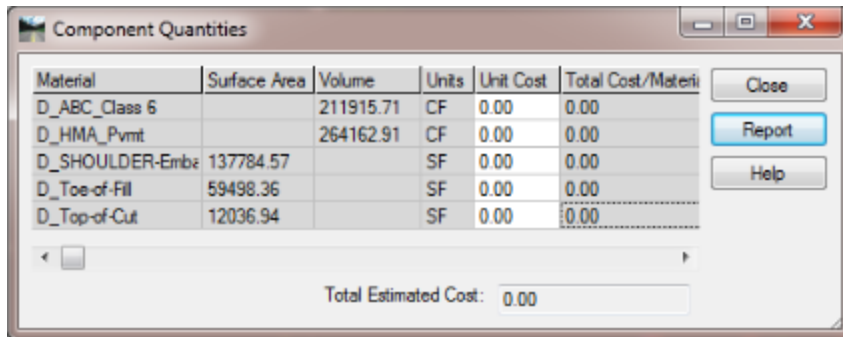 Component Quantities
Material Surface Area Volume Units Unit Cost Total Cost/Materia
D_ABC_Class 6 211915.71 CF 0.00 0.00
D_HMA_Pvmt 264162.91 CF 0.00 0.00
D_SHOULDER-Emba 137784.57 SF 0.00 0.00
D_Toe-of-Fill 59498.36 SF 0.00 0.00
D_Top-of-Cut 12036.94 SF 0.00 0.00
Close
Report
Help
Total Estimated Cost: 0.00